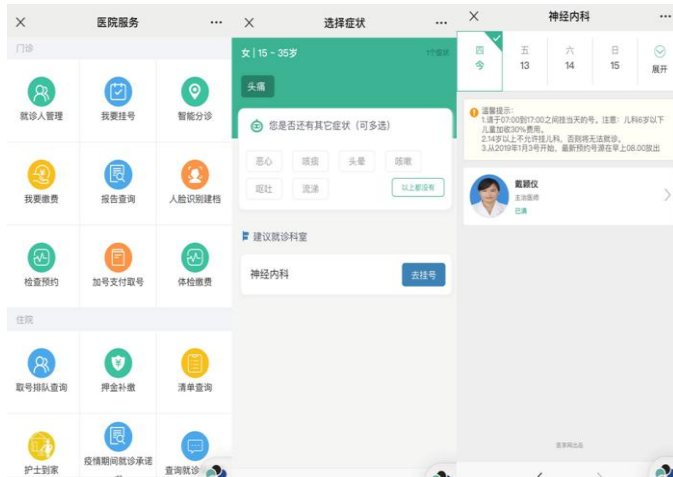 医院服务
门诊
就诊人管理
我要挂号
智能分诊
我要缴费
报告查询
人脸识别建档
检查预约
加号支付取号
体检缴费
住院
取号排队查询
押金补缴
清单查询
护士到家
疫情期间就诊承诺
查询就诊
选择症状
女 | 15 ~ 35岁
1个症状
头痛
您是否还有其它症状（可多选）
恶心
咳痰
头晕
咳嗽
呕吐
流涕
以上都没有
建议就诊科室
神经内科
去挂号
神经内科
四
今
五
13
六
14
日
15
展开
温馨提示：
1.请于07:00到17:00之间挂当天的号。注意：儿科6岁以下
儿童加收30%费用。
2.14岁以上不允许挂儿科，否则将无法就诊。
3.从2019年1月3号开始，最新预约号源在早上08.00放出
戴颖仪
主治医师
已满